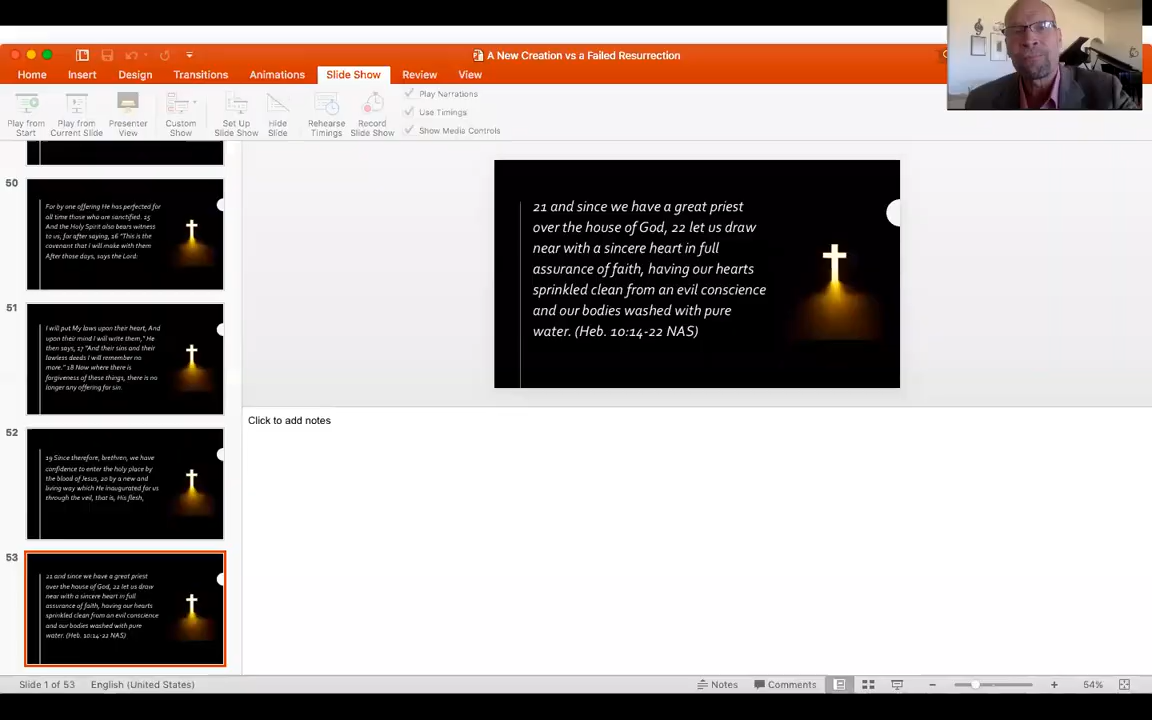 A New Creation vs a Failed Resurrection
Home Insert Design Transitions Animations Slide Show Review View
Play from Start
Play from Current Slide
Presenter View
Custom Show
Set Up Slide Show
Hide Slide
Rehearse Timings
Record Slide Show
Play Narrations
Use Timings
Show Media Controls
50
For by one offering He has perfected for
all time those who are sanctified. 15
And the Holy Spirit also bears witness
to us; for after saying, 16 "This is the
covenant that I will make with them
After those days, says the Lord:
51
I will put My laws upon their heart, And
upon their mind I will write them," He
then says, 17 "And their sins and their
lawless deeds I will remember no
more." 18 Now where there is
forgiveness of these things, there is no
longer any offering for sin.
52
19 Since therefore, brethren, we have
confidence to enter the holy place by
the blood of Jesus, 20 by a new and
living way which He inaugurated for us
through the veil, that is, His flesh,
53
21 and since we have a great priest
over the house of God, 22 let us draw
near with a sincere heart in full
assurance of faith, having our hearts
sprinkled clean from an evil conscience
and our bodies washed with pure
water. (Heb. 10:14-22 NAS)
21 and since we have a great priest
over the house of God, 22 let us draw
near with a sincere heart in full
assurance of faith, having our hearts
sprinkled clean from an evil conscience
and our bodies washed with pure
water. (Heb. 10:14-22 NAS)
Click to add notes
Slide 1 of 53 English (United States) Notes Comments 54%